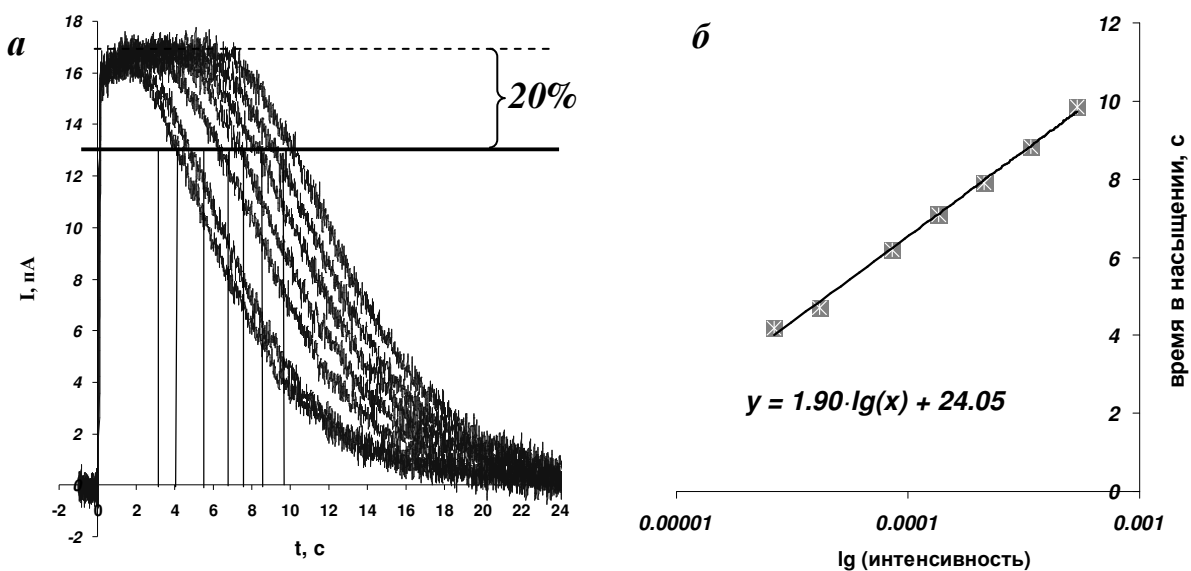 а
18
16
14
12
10
8
6
4
2
0
-2
-2 0 2 4 6 8 10 12 14 16 18 20 22 24
I, пА
t, с
20%
б
12
10
8
6
4
2
0
время в насыщении, с
y = 1.90·lg(x) + 24.05
0.00001 0.0001 0.001
lg (интенсивность)